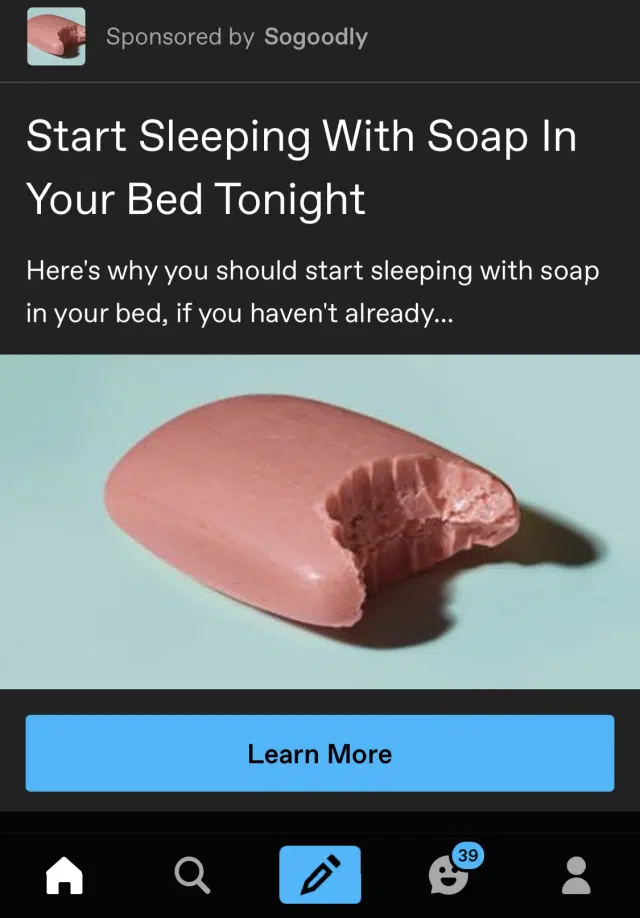 Sponsored by Sogoodly
Start Sleeping With Soap In
Your Bed Tonight
Here's why you should start sleeping with soap
in your bed, if you haven't already...
Learn More
39